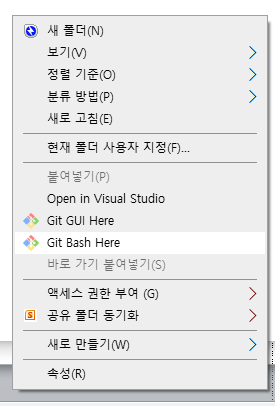 새 폴더(N)
보기(V)
정렬 기준(O)
분류 방법(P)
새로 고침(E)
현재 폴더 사용자 지정(F)...
붙여넣기(P)
Open in Visual Studio
Git GUI Here
Git Bash Here
바로 가기 붙여넣기(S)
액세스 권한 부여 (G)
공유 폴더 동기화
새로 만들기(W)
속성(R)